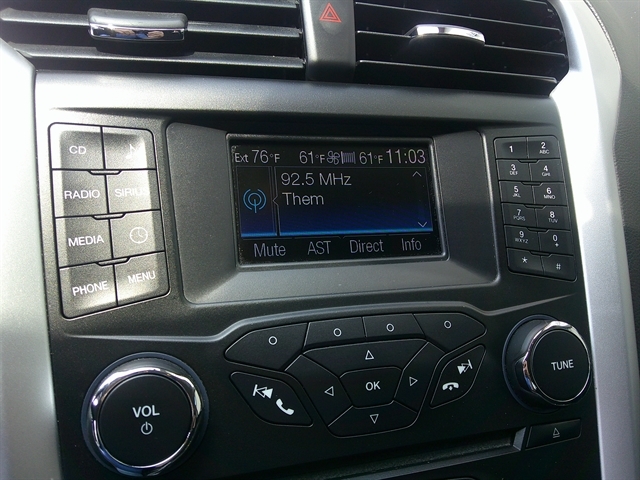 CD
RADIO SIRIUS
MEDIA
PHONE MENU
Ext 76°F 61°F 61°F 11:03
92.5 MHz
Them
Mute AST Direct Info
1 2 ABC
3 DEF 4 GHI
5 JKL 6 MNO
7 PQRS 8 TUV
9 WXYZ 0 +
* #
VOL
OK
TUNE